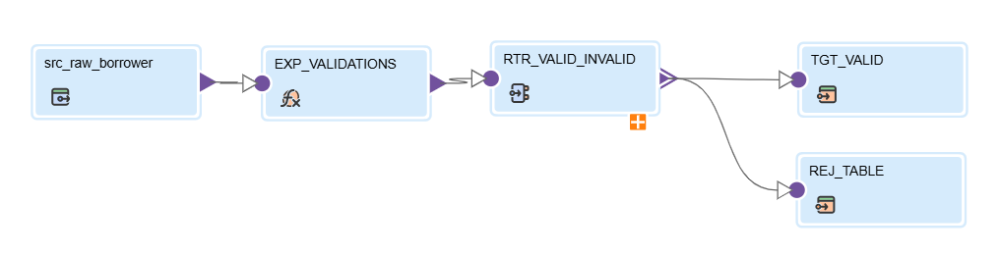 src_raw_borrower
EXP_VALIDATIONS
RTR_VALID_INVALID
TGT_VALID
REJ_TABLE